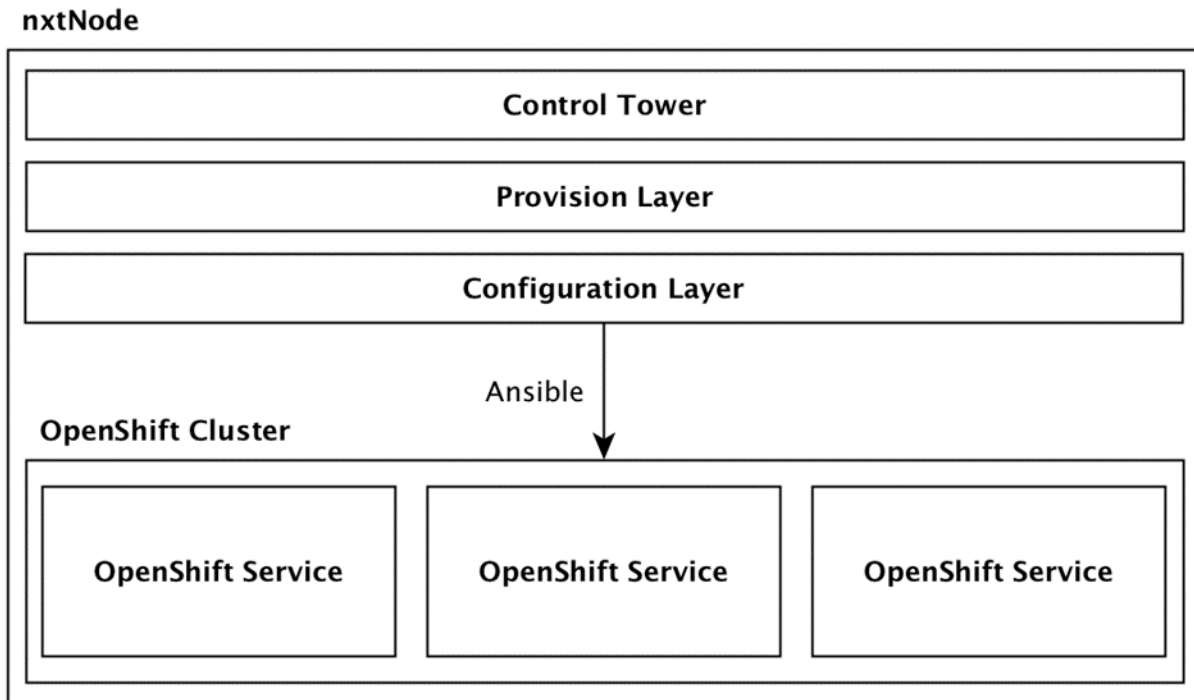 nxtNode
Control Tower
Provision Layer
Configuration Layer
Ansible
OpenShift Cluster
OpenShift Service
OpenShift Service
OpenShift Service